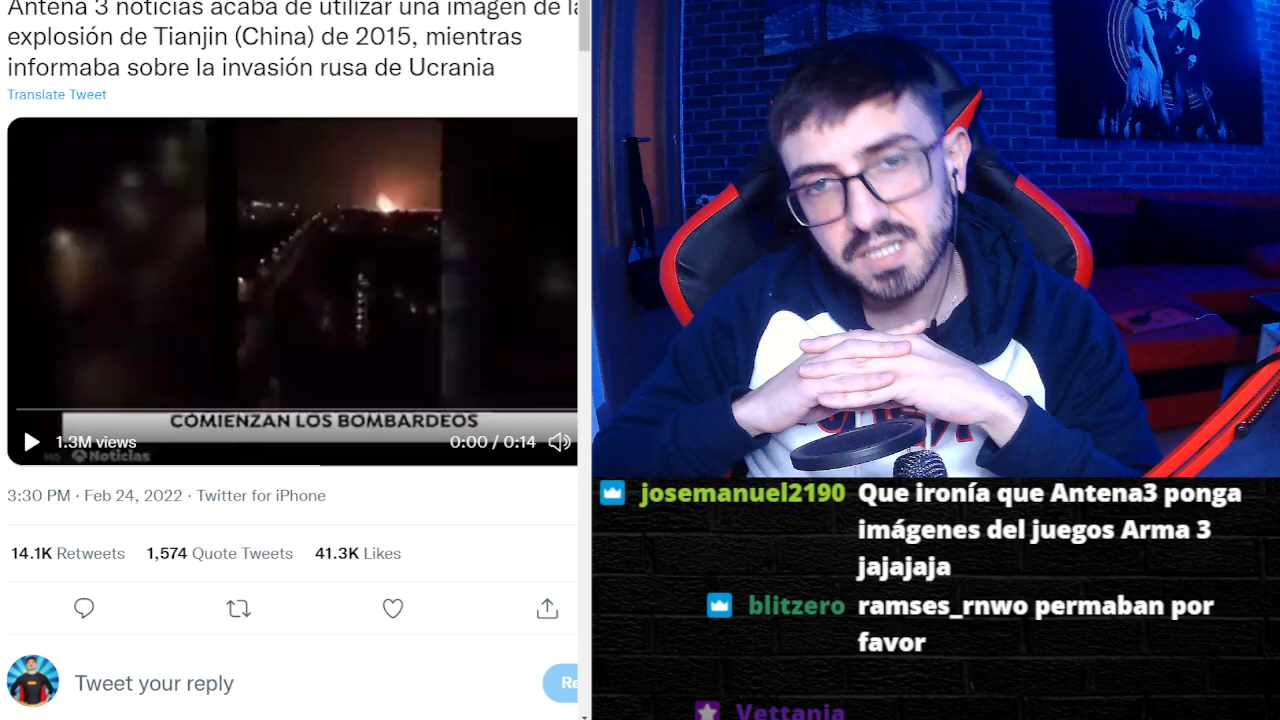 Antena 3 noticias acaba de utilizar una imagen de la
explosión de Tianjin (China) de 2015, mientras
informaba sobre la invasión rusa de Ucrania
Translate Tweet
COMIENZAN LOS BOMBARDEOS
1.3M views
0:00 / 0:14
HD Noticias
3:30 PM · Feb 24, 2022 · Twitter for iPhone
14.1K Retweets 1,574 Quote Tweets 41.3K Likes
Tweet your reply
Re
josemanuel2190 Que ironía que Antena3 ponga
imágenes del juegos Arma 3
jajajaja
blitzero ramses_rnwo permaban por
favor
Vettania